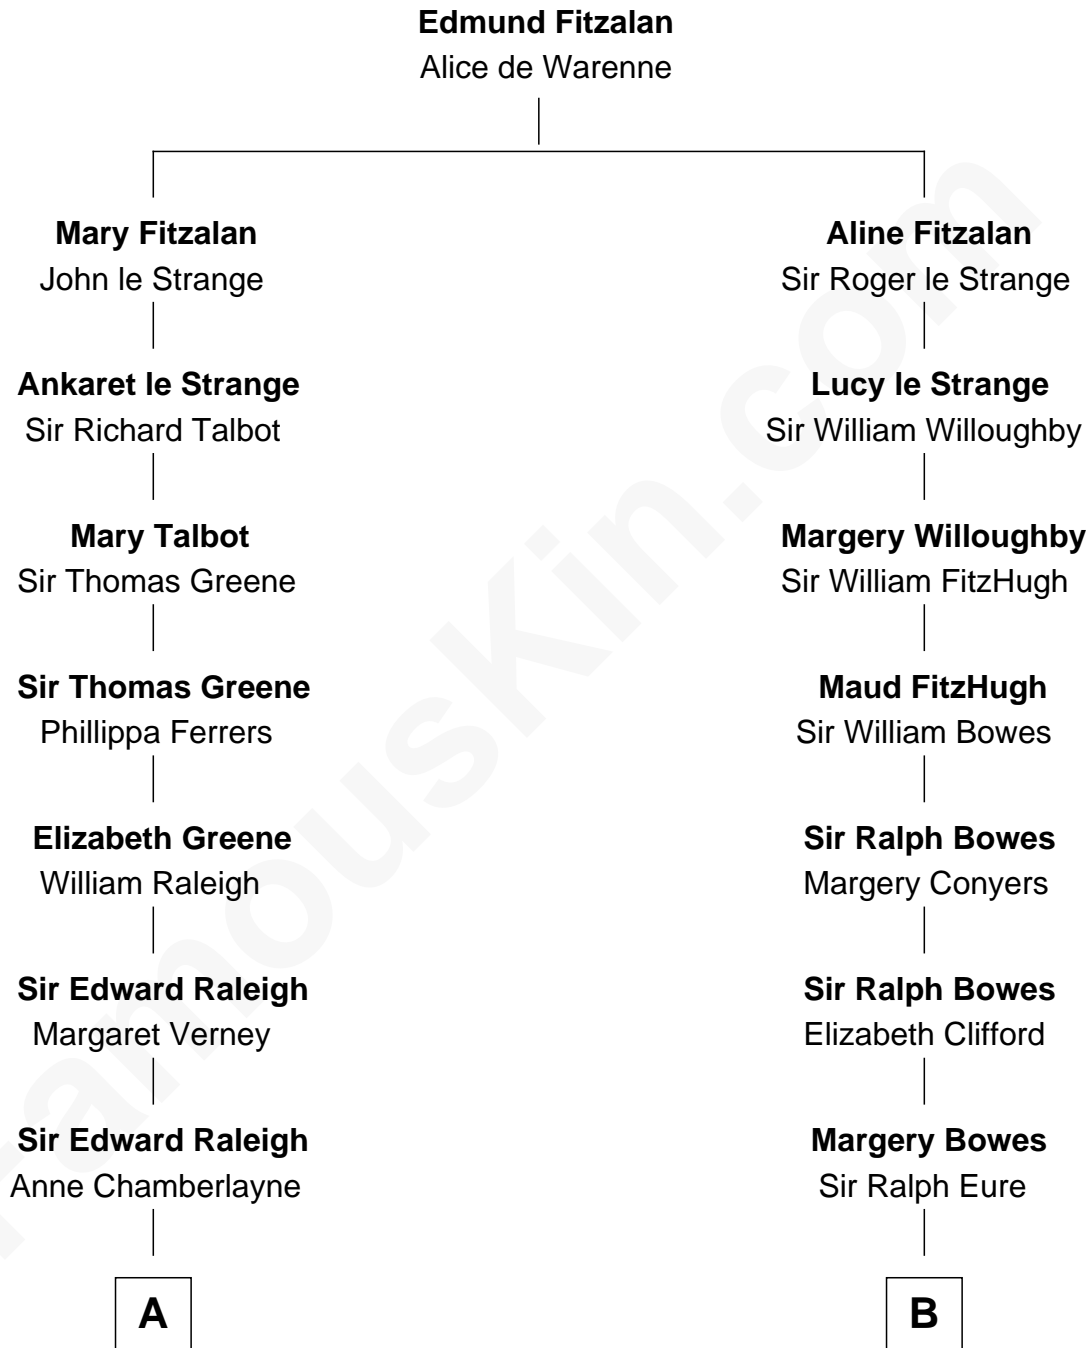 Edmund Fitzalan
Alice de Warenne
Mary Fitzalan
John le Strange
Aline Fitzalan
Sir Roger le Strange
Ankaret le Strange
Sir Richard Talbot
Lucy le Strange
Sir William Willoughby
Mary Talbot
Sir Thomas Greene
Margery Willoughby
Sir William FitzHugh
Sir Thomas Greene
Phillippa Ferrers
Maud FitzHugh
Sir William Bowes
Elizabeth Greene
William Raleigh
Sir Ralph Bowes
Margery Conyers
Sir Edward Raleigh
Margaret Verney
Sir Ralph Bowes
Elizabeth Clifford
Sir Edward Raleigh
Anne Chamberlayne
Margery Bowes
Sir Ralph Eure
A
B
FamousKin.com